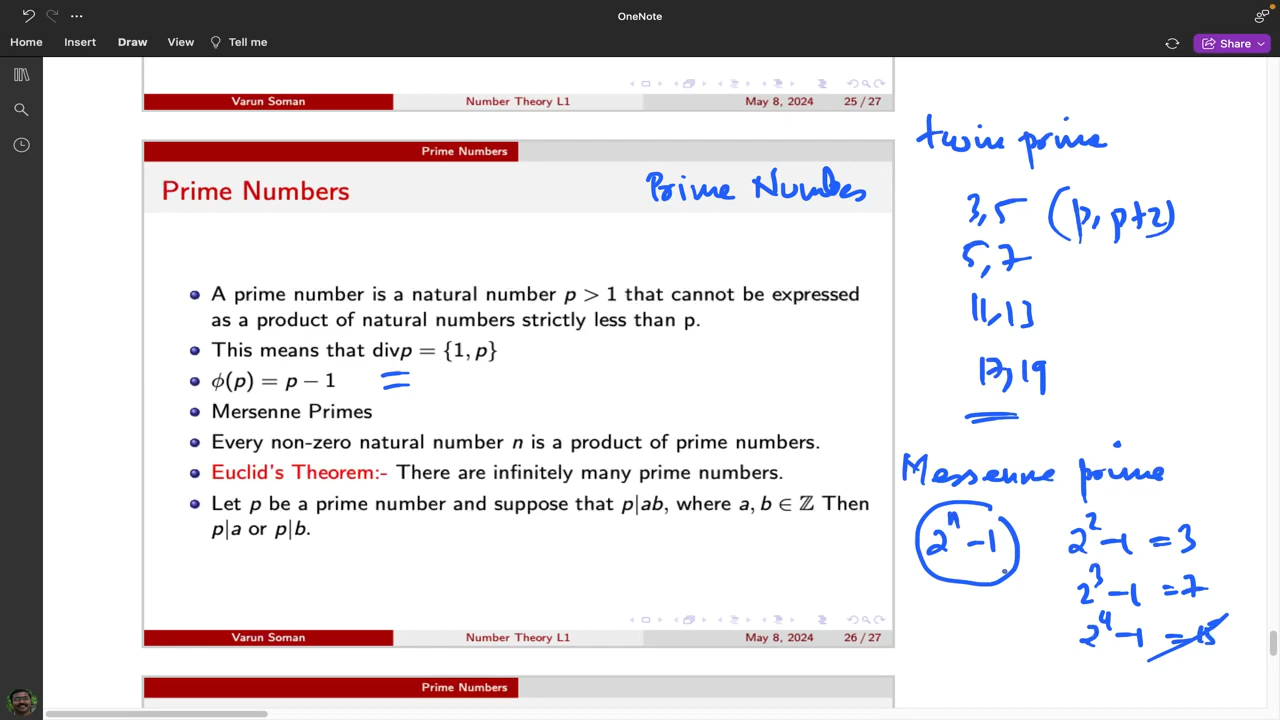 OneNote
Home Insert Draw View Tell me
Share
Varun Soman Number Theory L1 May 8, 2024 25 / 27
Prime Numbers
Prime Numbers
Prime Numbers
A prime number is a natural number p > 1 that cannot be expressed
as a product of natural numbers strictly less than p.
This means that divp = {1, p}
ϕ(p) = p − 1 =
Mersenne Primes
Every non-zero natural number n is a product of prime numbers.
Euclid's Theorem:- There are infinitely many prime numbers.
Let p be a prime number and suppose that p|ab, where a, b ∈ ℤ Then
p|a or p|b.
Varun Soman Number Theory L1 May 8, 2024 26 / 27
Prime Numbers
twin prime
3, 5 (p, p+2)
5, 7
11, 13
17, 19
Messenne prime
2ⁿ − 1 2² − 1 = 3
2³ − 1 = 7
2⁴ − 1 = 15